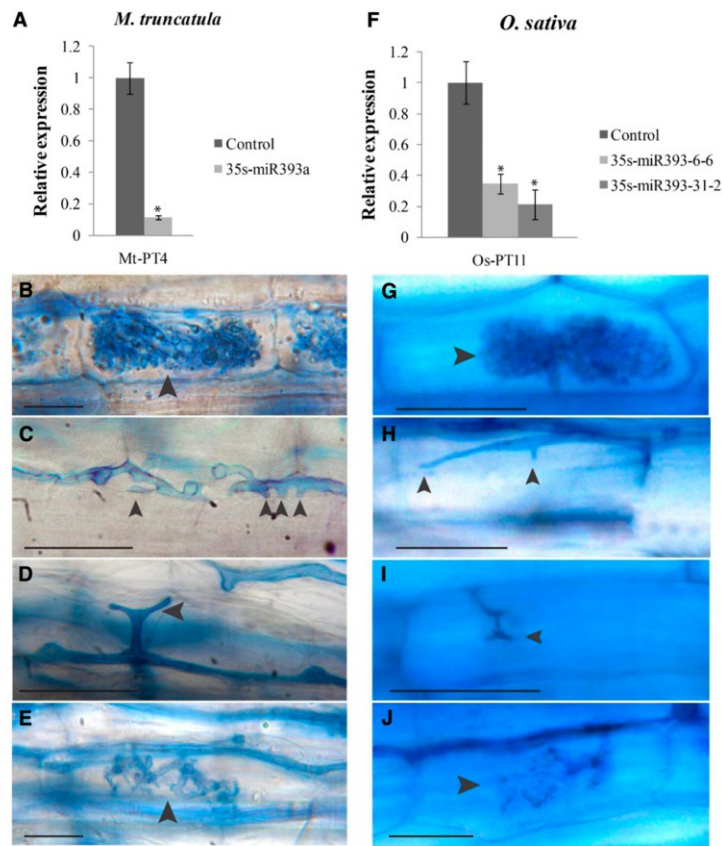 A
M. truncatula
Relative expression
1.2
1
0.8
0.6
0.4
0.2
0
*
Control
35s-miR393a
Mt-PT4
F
O. sativa
Relative expression
1.2
1
0.8
0.6
0.4
0.2
0
*
*
Control
35s-miR393-6-6
35s-miR393-31-2
Os-PT11
B
C
D
E
G
H
I
J